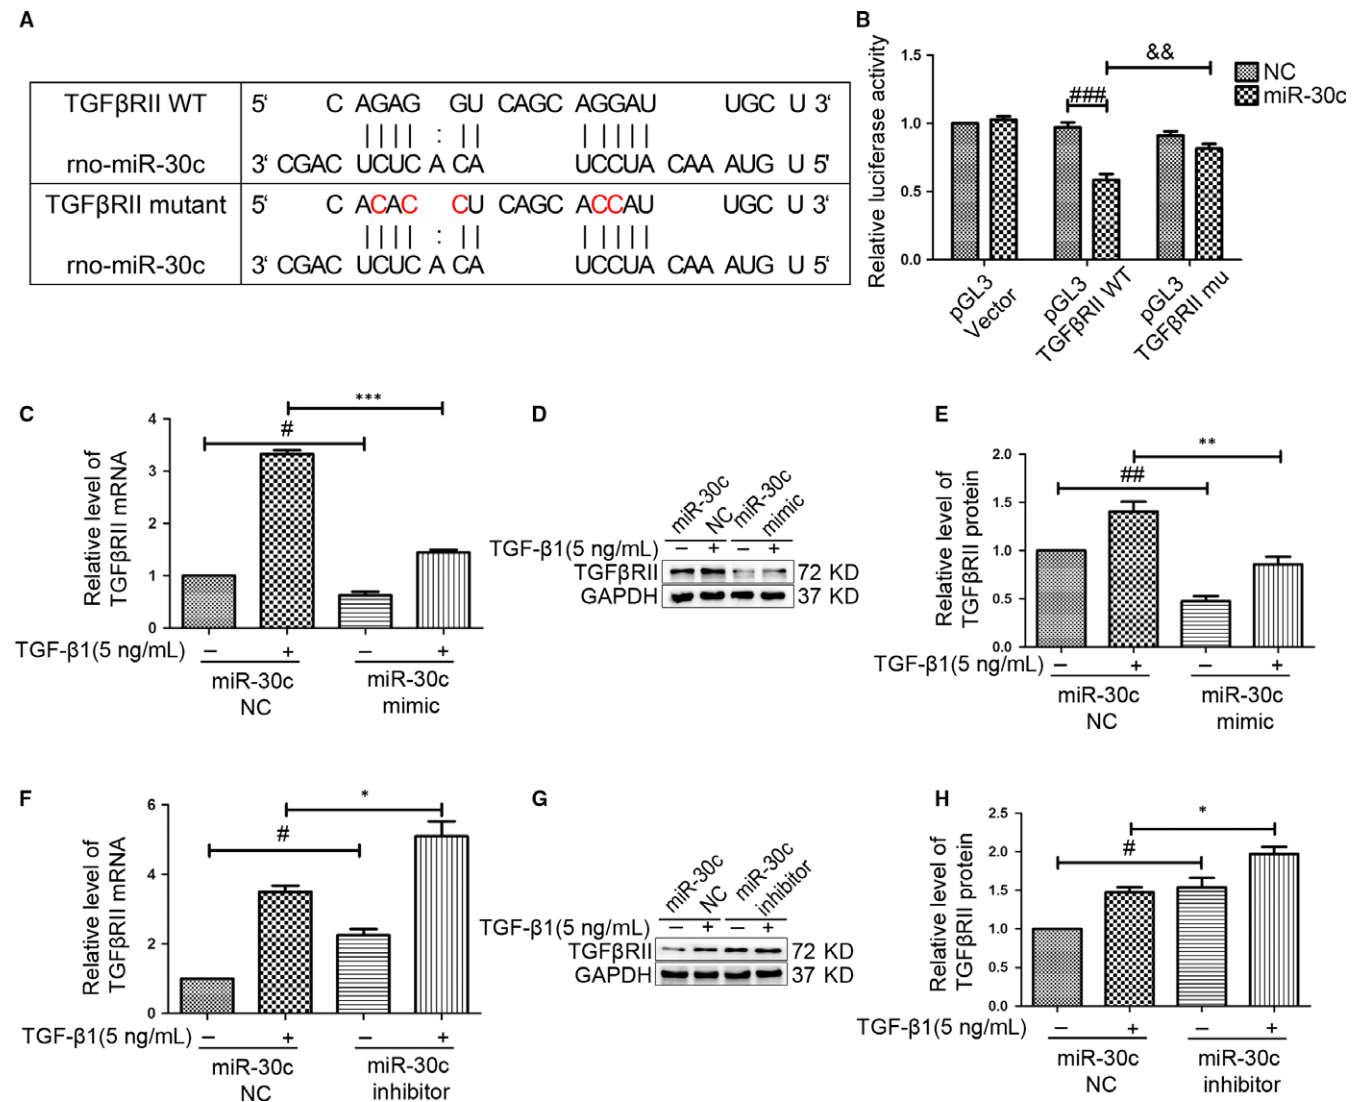 A
TGFβRII WT 5‘ C AGAG GU CAGC AGGAU UGC U 3‘
rno-miR-30c 3‘ CGAC UCUC A CA UCCUA CAA AUG U 5'
TGFβRII mutant 5‘ C ACAC CU CAGC ACCAU UGC U 3‘
rno-miR-30c 3‘ CGAC UCUC A CA UCCUA CAA AUG U 5‘
B
Relative luciferase activity
1.5
1.0
0.5
0.0
###
&&
NC
miR-30c
pGL3
Vector
pGL3
TGFβRII WT
pGL3
TGFβRII mu
C
Relative level of
TGFβRII mRNA
4
3
2
1
0
#
***
TGF-β1(5 ng/mL) – + – +
miR-30c
NC
miR-30c
mimic
D
miR-30c
NC
miR-30c
mimic
TGF-β1(5 ng/mL) – + – +
TGFβRII 72 KD
GAPDH 37 KD
E
Relative level of
TGFβRII protein
2.0
1.5
1.0
0.5
0.0
##
**
TGF-β1(5 ng/mL) – + – +
miR-30c
NC
miR-30c
mimic
F
Relative level of
TGFβRII mRNA
6
4
2
0
#
*
TGF-β1(5 ng/mL) – + – +
miR-30c
NC
miR-30c
inhibitor
G
miR-30c
NC
miR-30c
inhibitor
TGF-β1(5 ng/mL) – + – +
TGFβRII 72 KD
GAPDH 37 KD
H
Relative level of
TGFβRII protein
2.5
2.0
1.5
1.0
0.5
0.0
#
*
TGF-β1(5 ng/mL) – + – +
miR-30c
NC
miR-30c
inhibitor